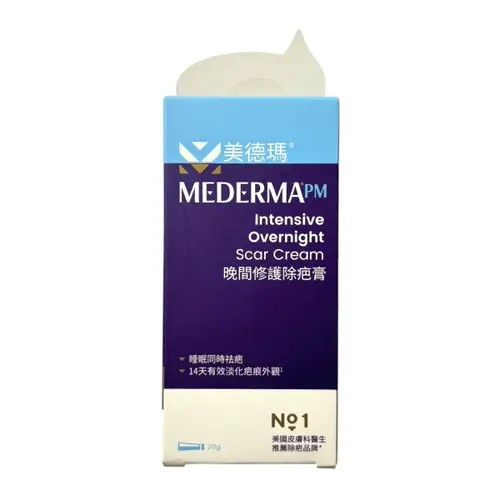 美德瑪®
MEDERMA®PM
Intensive
Overnight
Scar Cream
晚間修護除疤膏
睡眠同時祛疤
14天有效淡化疤痕外觀¹
Nº1
美國皮膚科醫生
推薦除疤品牌*
20g